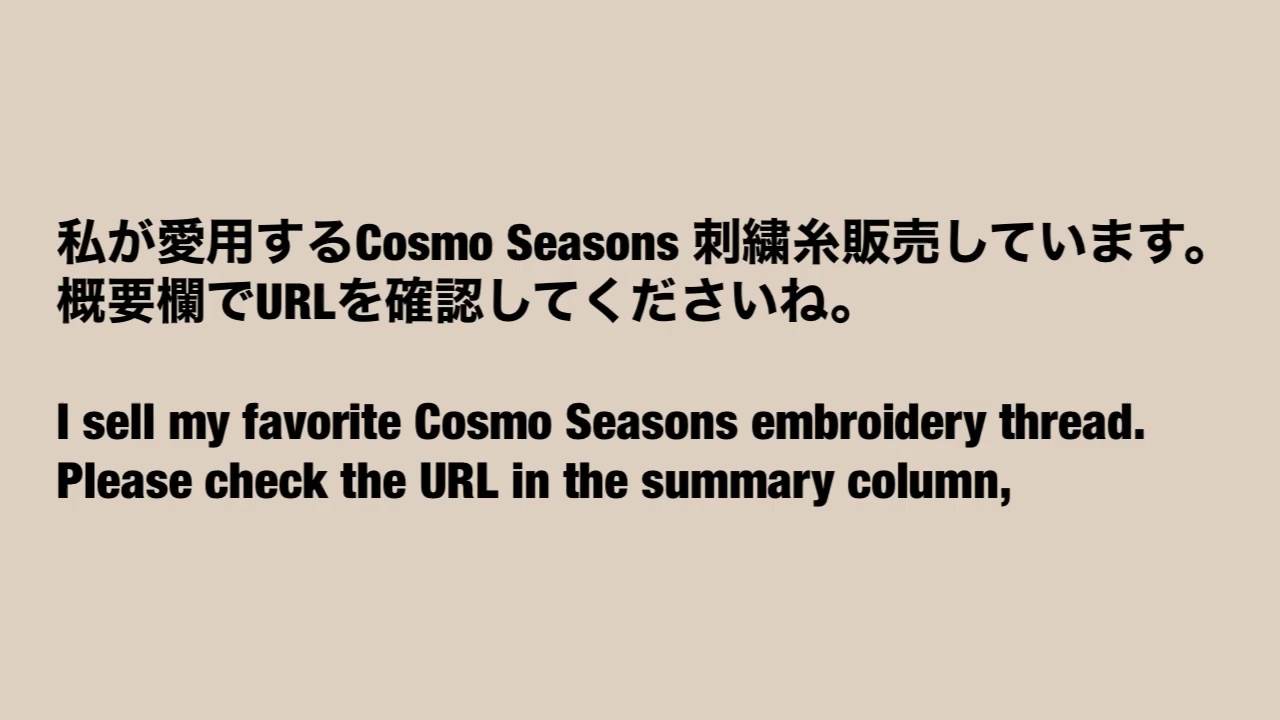 私が愛用するCosmo Seasons 刺繍糸販売しています。
概要欄でURLを確認してくださいね。
I sell my favorite Cosmo Seasons embroidery thread.
Please check the URL in the summary column,